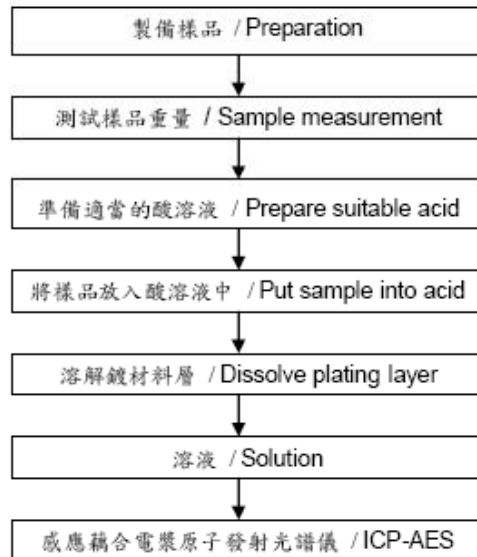 製備樣品 / Preparation
測試樣品重量 / Sample measurement
準備適當的酸溶液 / Prepare suitable acid
將樣品放入酸溶液中 / Put sample into acid
溶解鍍材料層 / Dissolve plating layer
溶液 / Solution
感應藕合電漿原子發射光譜儀 / ICP-AES